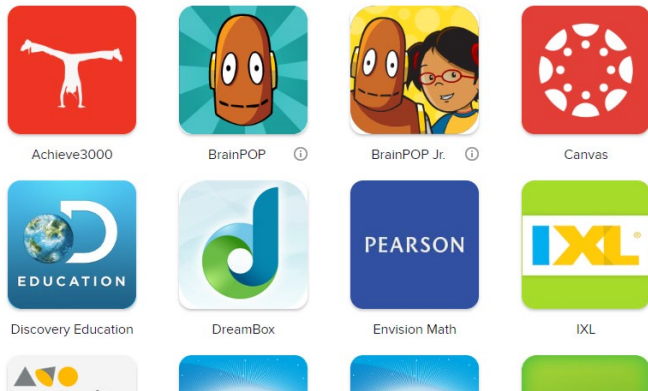 Achieve3000
BrainPOP
BrainPOP Jr.
Canvas
EDUCATION
PEARSON
IXL
Discovery Education
DreamBox
Envision Math
IXL